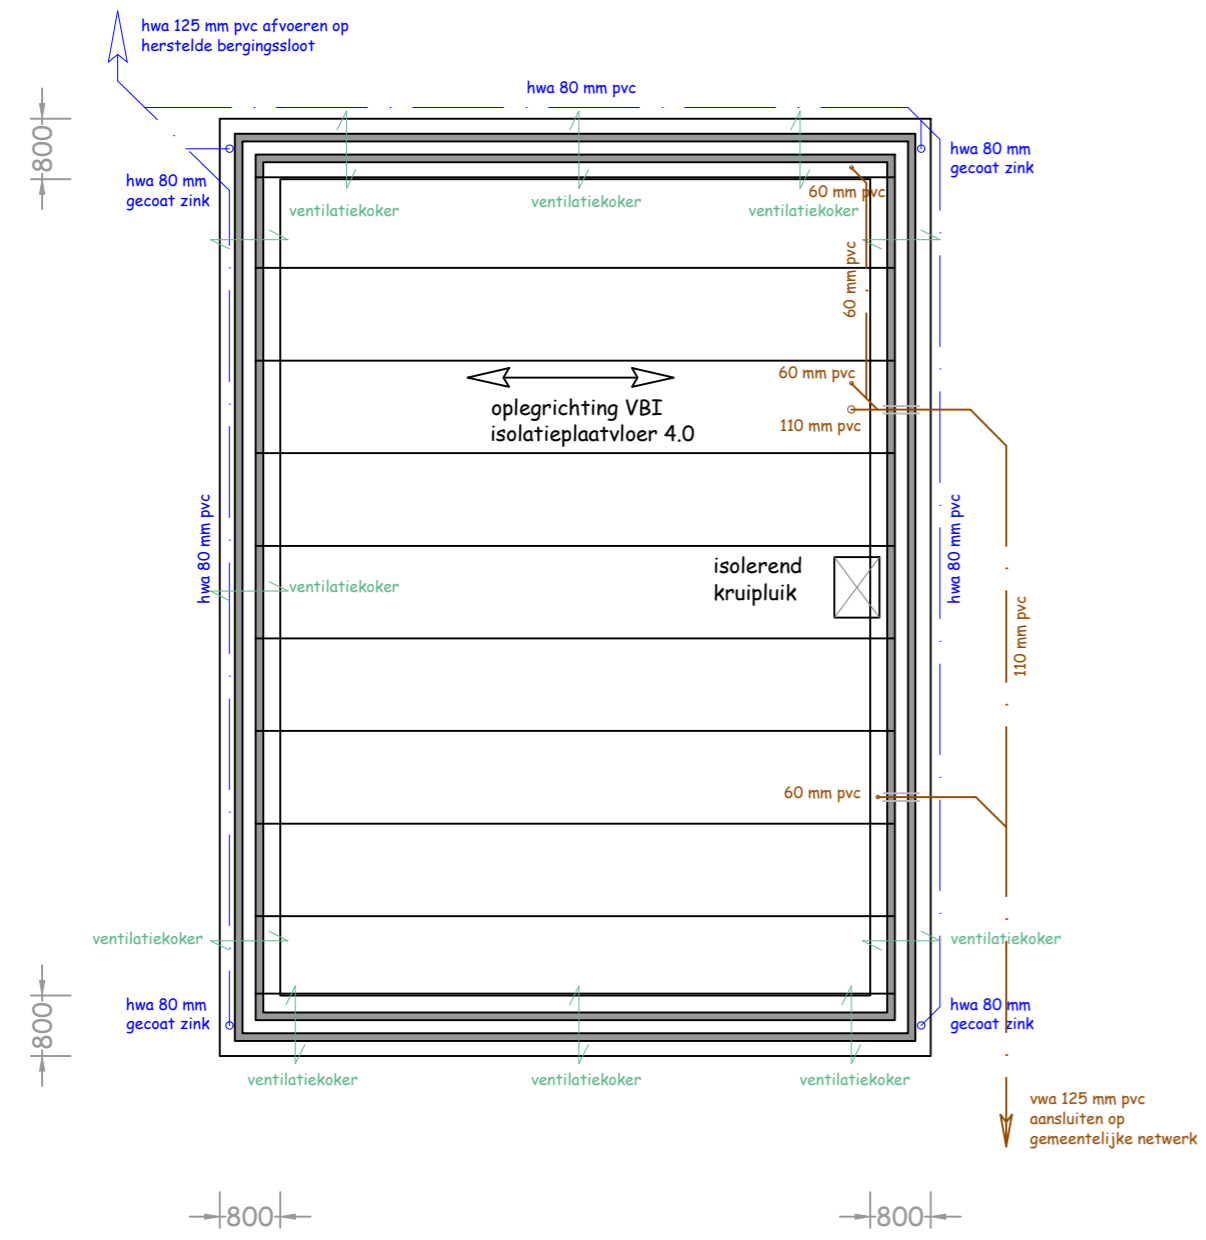 hwa 125 mm pvc afvoeren op
herstelde bergingssloot
hwa 80 mm pvc
800
hwa 80 mm
gecoat zink
hwa 80 mm
gecoat zink
60 mm pvc
ventilatiekoker
ventilatiekoker
ventilatiekoker
60 mm pvc
60 mm pvc
oplegrichting VBI
isolatieplaatvloer 4.0
110 mm pvc
hwa 80 mm pvc
hwa 80 mm pvc
isolerend
kruipluik
ventilatiekoker
110 mm pvc
60 mm pvc
ventilatiekoker
ventilatiekoker
800
hwa 80 mm
gecoat zink
hwa 80 mm
gecoat zink
ventilatiekoker
ventilatiekoker
ventilatiekoker
vwa 125 mm pvc
aansluiten op
gemeentelijke netwerk
800
800